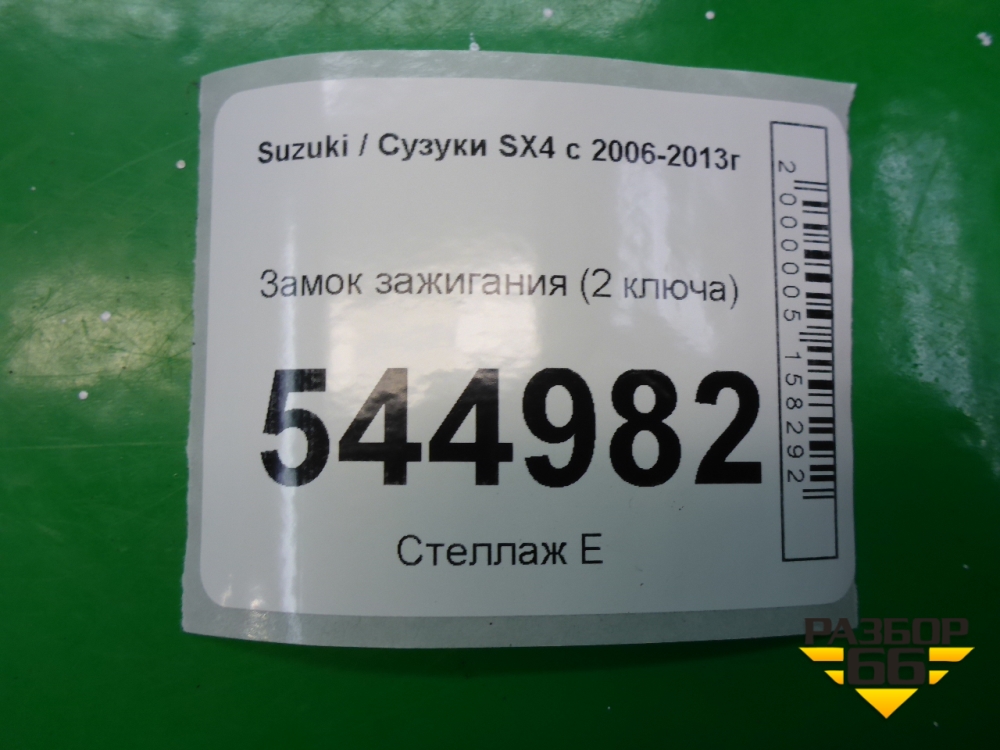 Suzuki / Сузуки SX4 с 2006-2013г
Замок зажигания (2 ключа)
544982
Стеллаж Е
2000005158292
РАЗБОР
66